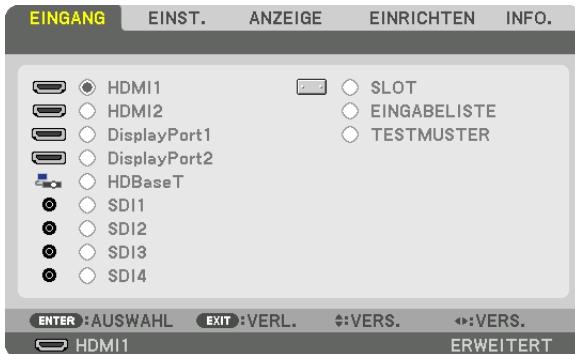 EINGANG EINST. ANZEIGE EINRICHTEN INFO.
HDMI1
HDMI2
DisplayPort1
DisplayPort2
HDBaseT
SDI1
SDI2
SDI3
SDI4
SLOT
EINGABELISTE
TESTMUSTER
ENTER :AUSWAHL EXIT :VERL. :VERS. :VERS.
HDMI1 ERWEITERT